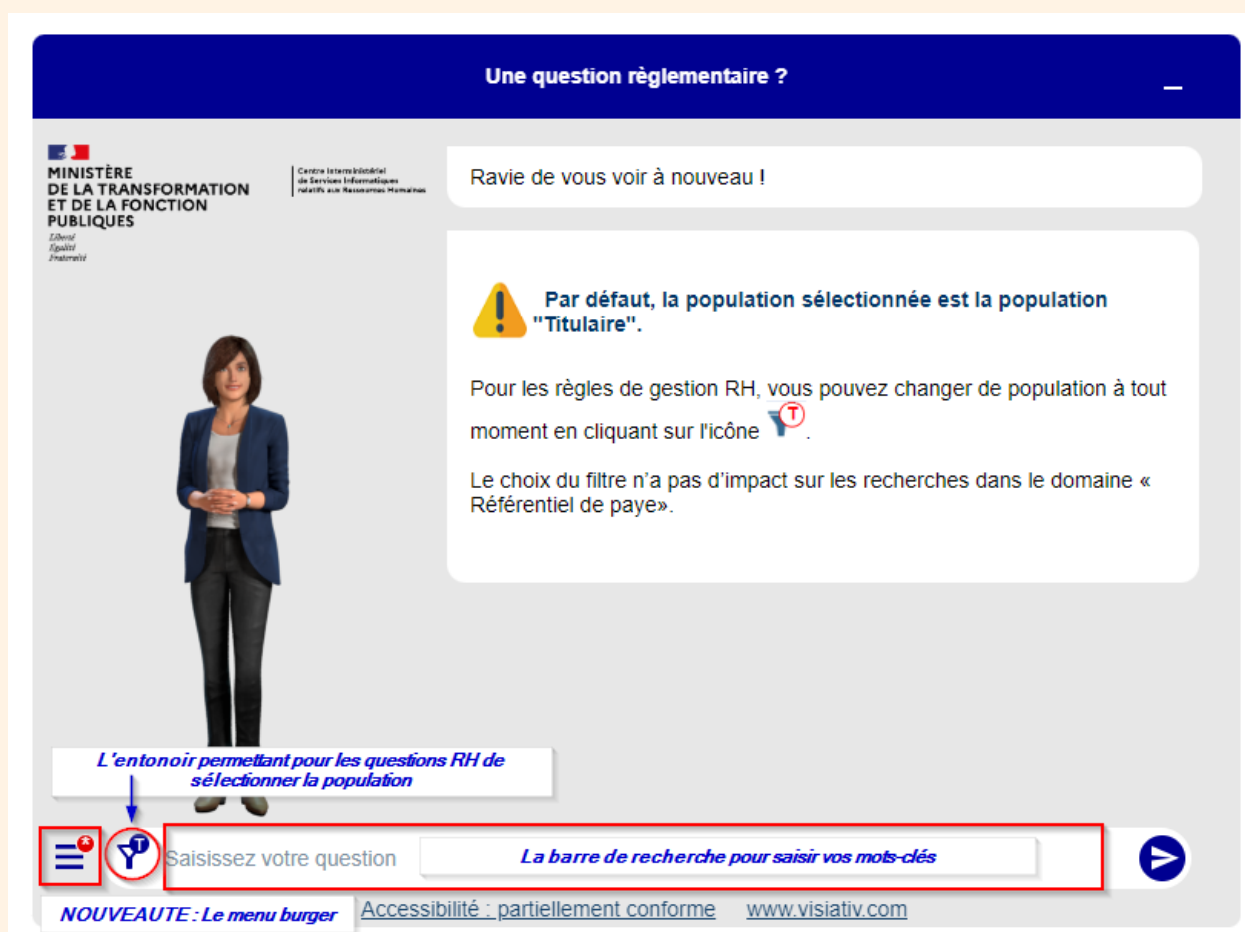 Une question règlementaire ?
MINISTÈRE
DE LA TRANSFORMATION
ET DE LA FONCTION
PUBLIQUES
Liberté
Égalité
Fraternité
Centre Interministériel
de Services Informatiques
relatifs aux Ressources Humaines
Ravie de vous voir à nouveau !
Par défaut, la population sélectionnée est la population
"Titulaire".
Pour les règles de gestion RH, vous pouvez changer de population à tout
moment en cliquant sur l'icône T .
Le choix du filtre n’a pas d’impact sur les recherches dans le domaine «
Référentiel de paye».
L'entonoir permettant pour les questions RH de
sélectionner la population
T
Saisissez votre question
La barre de recherche pour saisir vos mots-clés
NOUVEAUTE : Le menu burger
Accessibilité : partiellement conforme www.visiativ.com